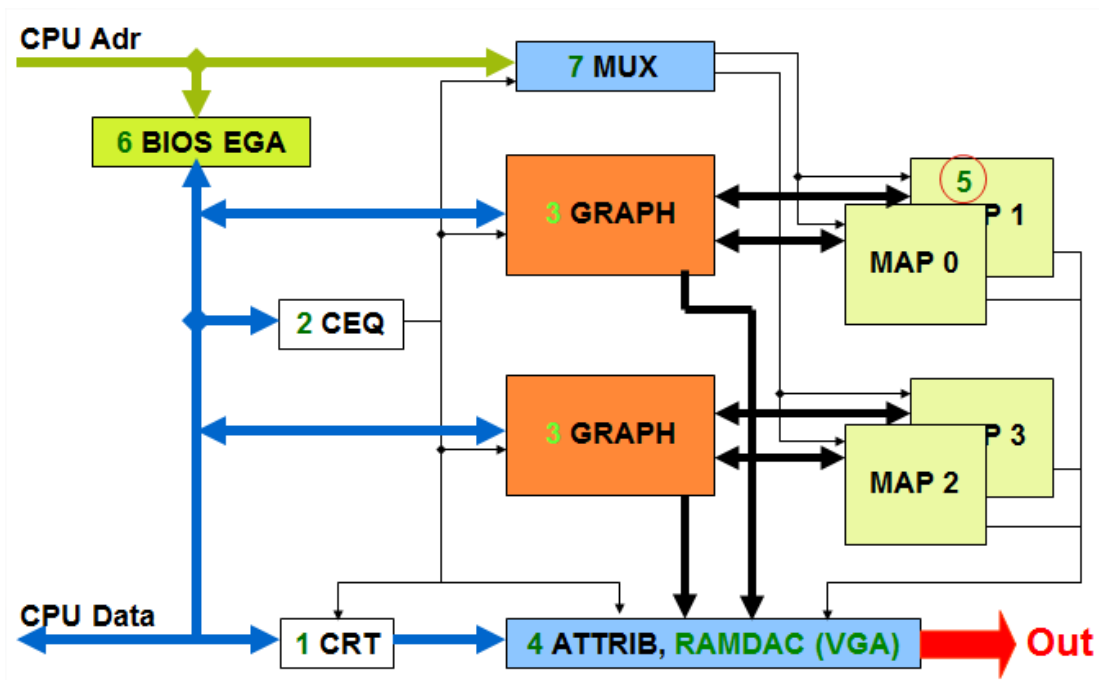 CPU Adr
7 MUX
6 BIOS EGA
5
3 GRAPH
P 1
MAP 0
2 CEQ
3 GRAPH
P 3
MAP 2
CPU Data
1 CRT
4 ATTRIB, RAMDAC (VGA)
Out